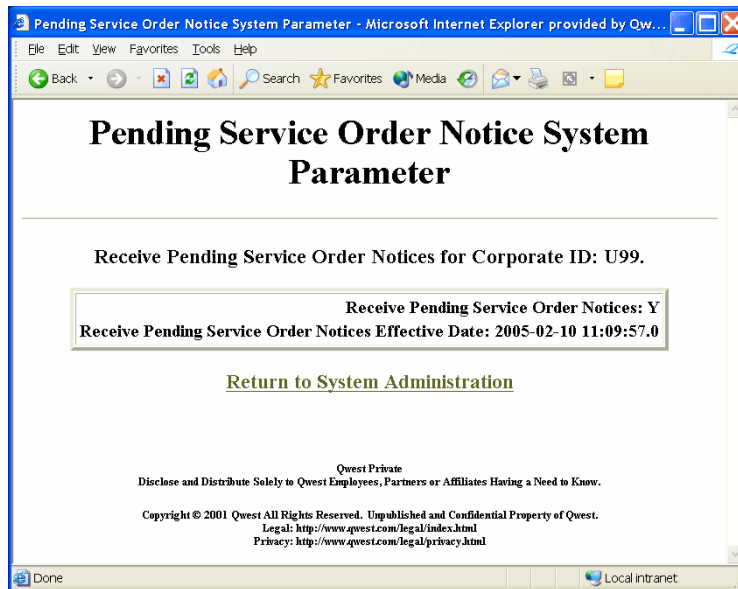 Pending Service Order Notice System Parameter - Microsoft Internet Explorer provided by Qw...
File Edit View Favorites Tools Help
Back Search Favorites Media
Pending Service Order Notice System
Parameter
Receive Pending Service Order Notices for Corporate ID: U99.
Receive Pending Service Order Notices: Y
Receive Pending Service Order Notices Effective Date: 2005-02-10 11:09:57.0
Return to System Administration
Qwest Private
Disclose and Distribute Solely to Qwest Employees, Partners or Affiliates Having a Need to Know.
Copyright © 2001 Qwest All Rights Reserved. Unpublished and Confidential Property of Qwest.
Legal: http://www.qwest.com/legal/index.html
Privacy: http://www.qwest.com/legal/privacy.html
Done Local intranet